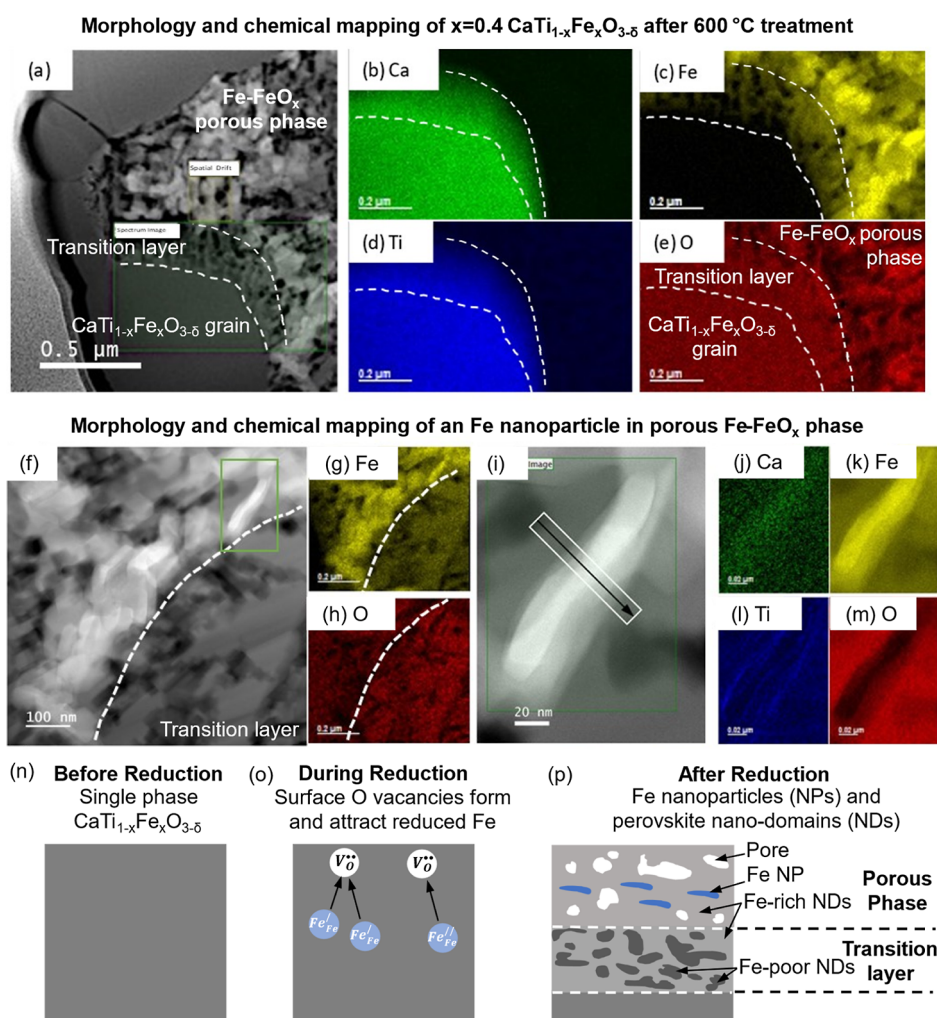 Morphology and chemical mapping of x=0.4 CaTi₁₋ₓFeₓO₃₋δ after 600 °C treatment
(a)
Fe-FeOₓ
porous phase
Spatial Drift
Spectrum Image
Transition layer
CaTi₁₋ₓFeₓO₃₋δ grain
0.5 µm
(b) Ca
0.2 µm
(c) Fe
0.2 µm
(d) Ti
0.2 µm
(e) O
Fe-FeOₓ porous
phase
Transition layer
CaTi₁₋ₓFeₓO₃₋δ
grain
0.2 µm
Morphology and chemical mapping of an Fe nanoparticle in porous Fe-FeOₓ phase
(f)
100 nm
Transition layer
(g) Fe
0.2 µm
(h) O
0.2 µm
(i)
Image
20 nm
(j) Ca
0.02 µm
(k) Fe
0.02 µm
(l) Ti
0.02 µm
(m) O
0.02 µm
(n)
Before Reduction
Single phase
CaTi₁₋ₓFeₓO₃₋δ
(o)
During Reduction
Surface O vacancies form
and attract reduced Fe
V_O^••
V_O^••
Fe_Fe^/
Fe_Fe^/
Fe_Fe^//
(p)
After Reduction
Fe nanoparticles (NPs) and
perovskite nano-domains (NDs)
Pore
Fe NP
Fe-rich NDs
Porous
Phase
Fe-poor NDs
Transition
layer